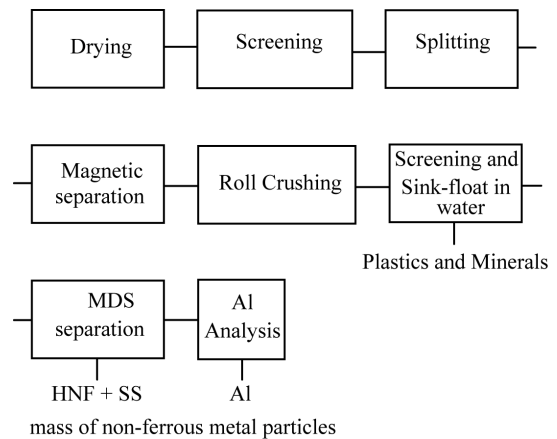 Drying
Screening
Splitting
Magnetic
separation
Roll Crushing
Screening and
Sink-float in
water
Plastics and Minerals
MDS
separation
Al
Analysis
HNF + SS
Al
mass of non-ferrous metal particles